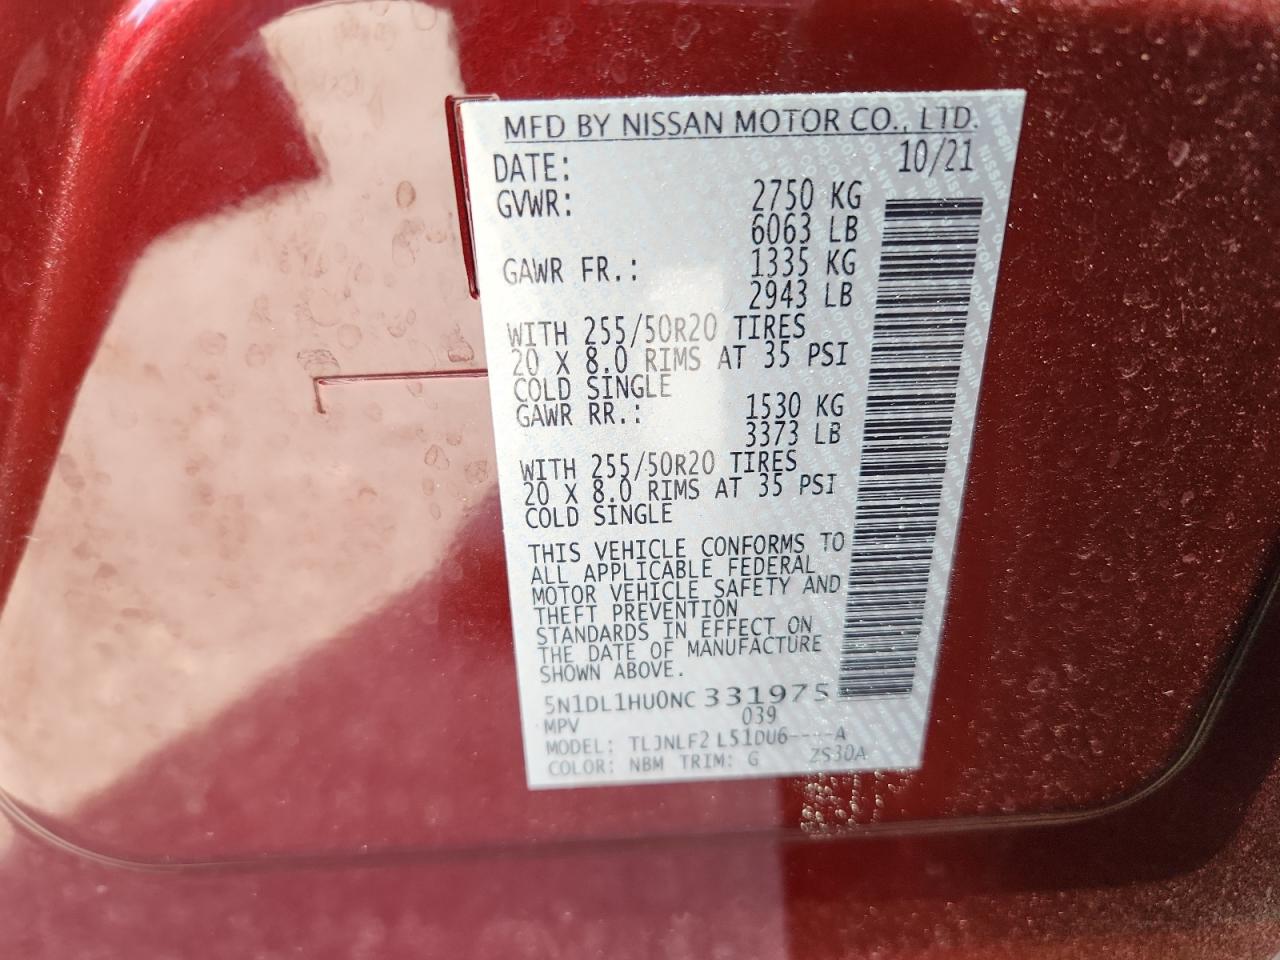 MFD BY NISSAN MOTOR CO., LTD.
DATE: 10/21
GVWR: 2750 KG
6063 LB
GAWR FR.: 1335 KG
2943 LB
WITH 255/50R20 TIRES
20 X 8.0 RIMS AT 35 PSI
COLD SINGLE
GAWR RR.: 1530 KG
3373 LB
WITH 255/50R20 TIRES
20 X 8.0 RIMS AT 35 PSI
COLD SINGLE
THIS VEHICLE CONFORMS TO
ALL APPLICABLE FEDERAL
MOTOR VEHICLE SAFETY AND
THEFT PREVENTION
STANDARDS IN EFFECT ON
THE DATE OF MANUFACTURE
SHOWN ABOVE.
5N1DL1HU0NC 331975
MPV 039
MODEL: TLJNLF2 L51DU6----A
COLOR: NBM TRIM: G ZS30A